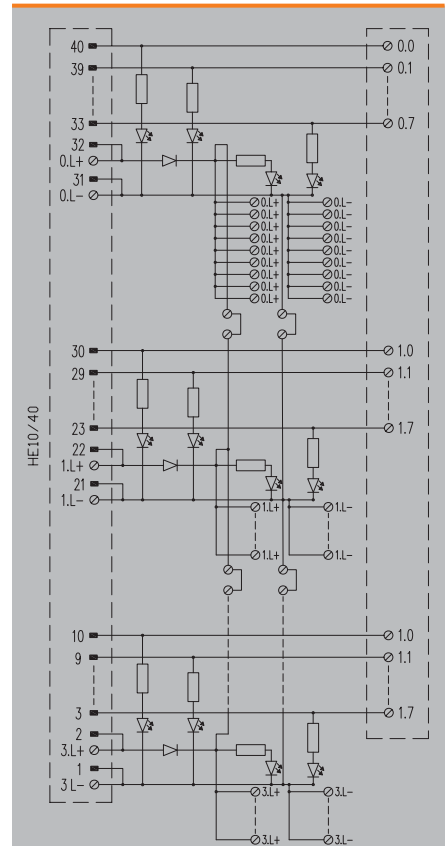 40 0.0
39 0.1
33 0.7
32
0.L+
31
0.L-
0.L+ 0.L-
0.L+ 0.L-
0.L+ 0.L-
0.L+ 0.L-
0.L+ 0.L-
0.L+ 0.L-
0.L+ 0.L-
0.L+ 0.L-
0.L+ 0.L-
30 1.0
29 1.1
23 1.7
22
1.L+
21
1.L-
1.L+ 1.L-
1.L+ 1.L-
HE10/40
10 1.0
9 1.1
3 1.7
2
3.L+
1
3 L-
3.L+ 3.L-
3.L+ 3.L-